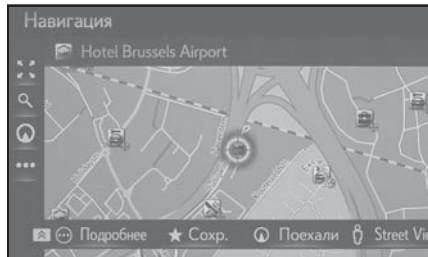 Навигация
Hotel Brussels Airport
Подробнее
Сохр.
Поехали
Street Vi